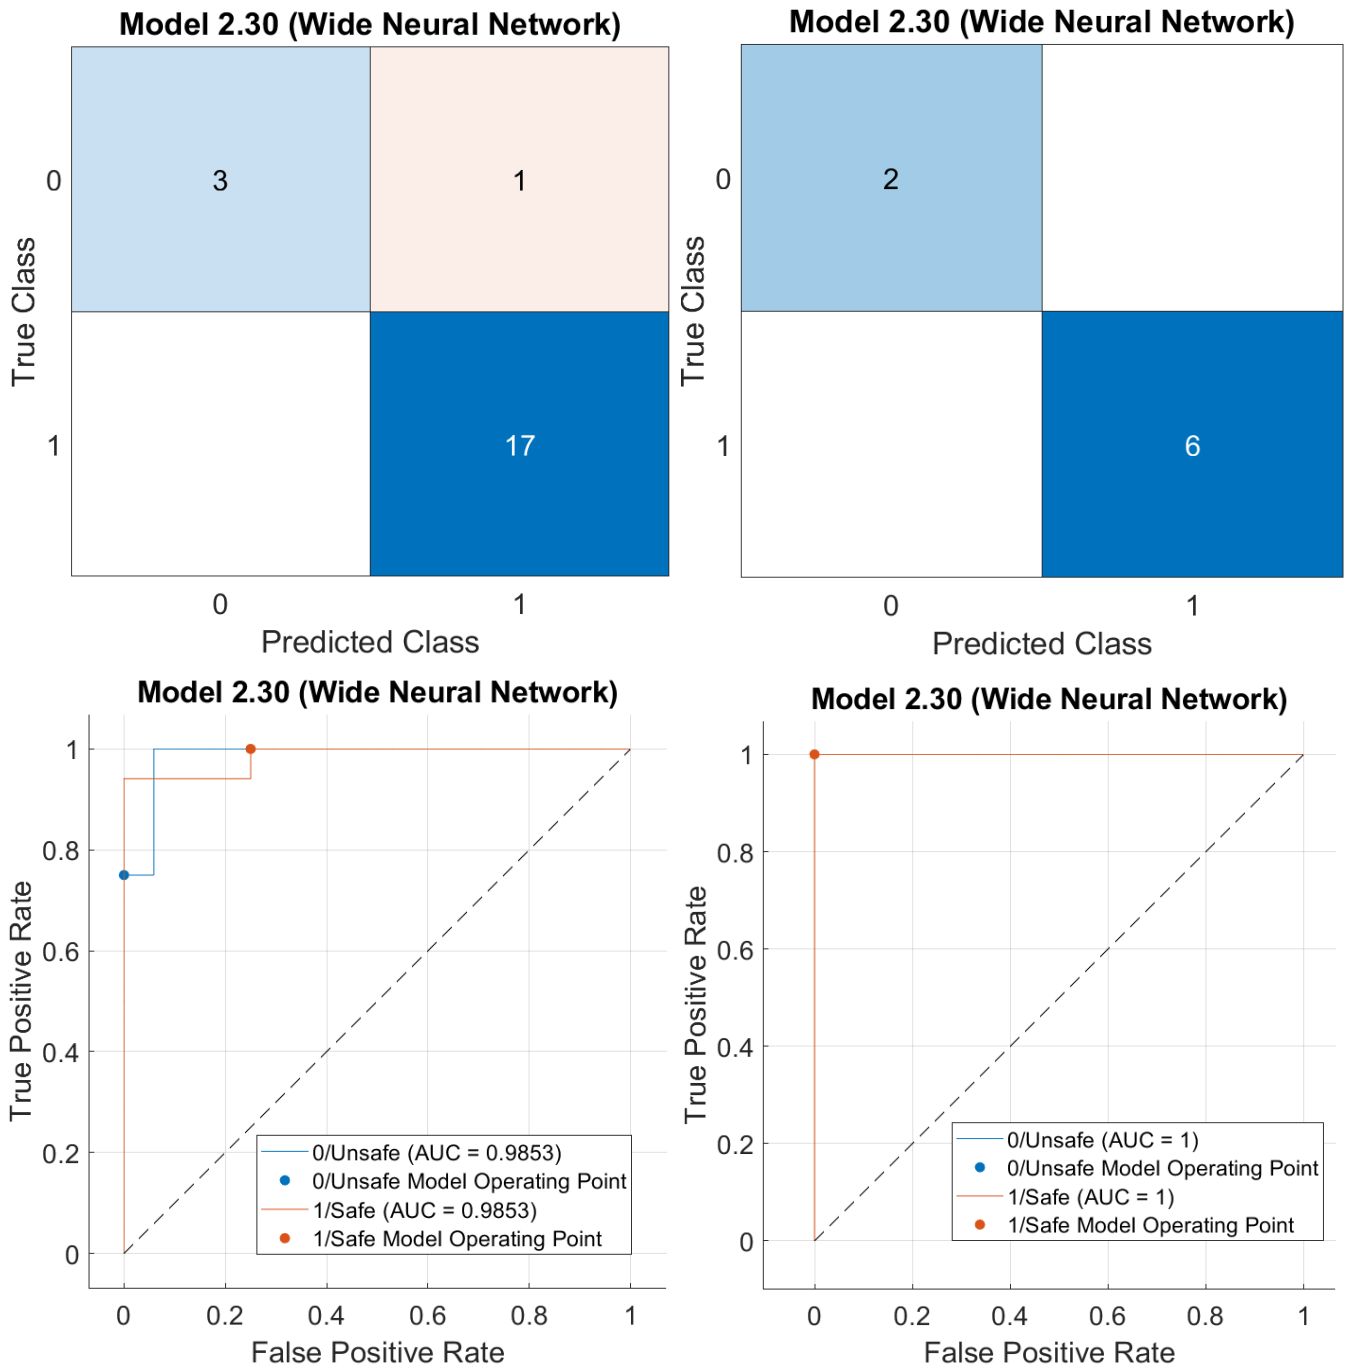 Model 2.30 (Wide Neural Network)
True Class
0
3
1
1
17
0
1
Predicted Class
Model 2.30 (Wide Neural Network)
True Class
0
2
1
6
0
1
Predicted Class
Model 2.30 (Wide Neural Network)
True Positive Rate
1
0.8
0.6
0.4
0.2
0
0/Unsafe (AUC = 0.9853)
0/Unsafe Model Operating Point
1/Safe (AUC = 0.9853)
1/Safe Model Operating Point
0 0.2 0.4 0.6 0.8 1
False Positive Rate
Model 2.30 (Wide Neural Network)
True Positive Rate
1
0.8
0.6
0.4
0.2
0
0/Unsafe (AUC = 1)
0/Unsafe Model Operating Point
1/Safe (AUC = 1)
1/Safe Model Operating Point
0 0.2 0.4 0.6 0.8 1
False Positive Rate